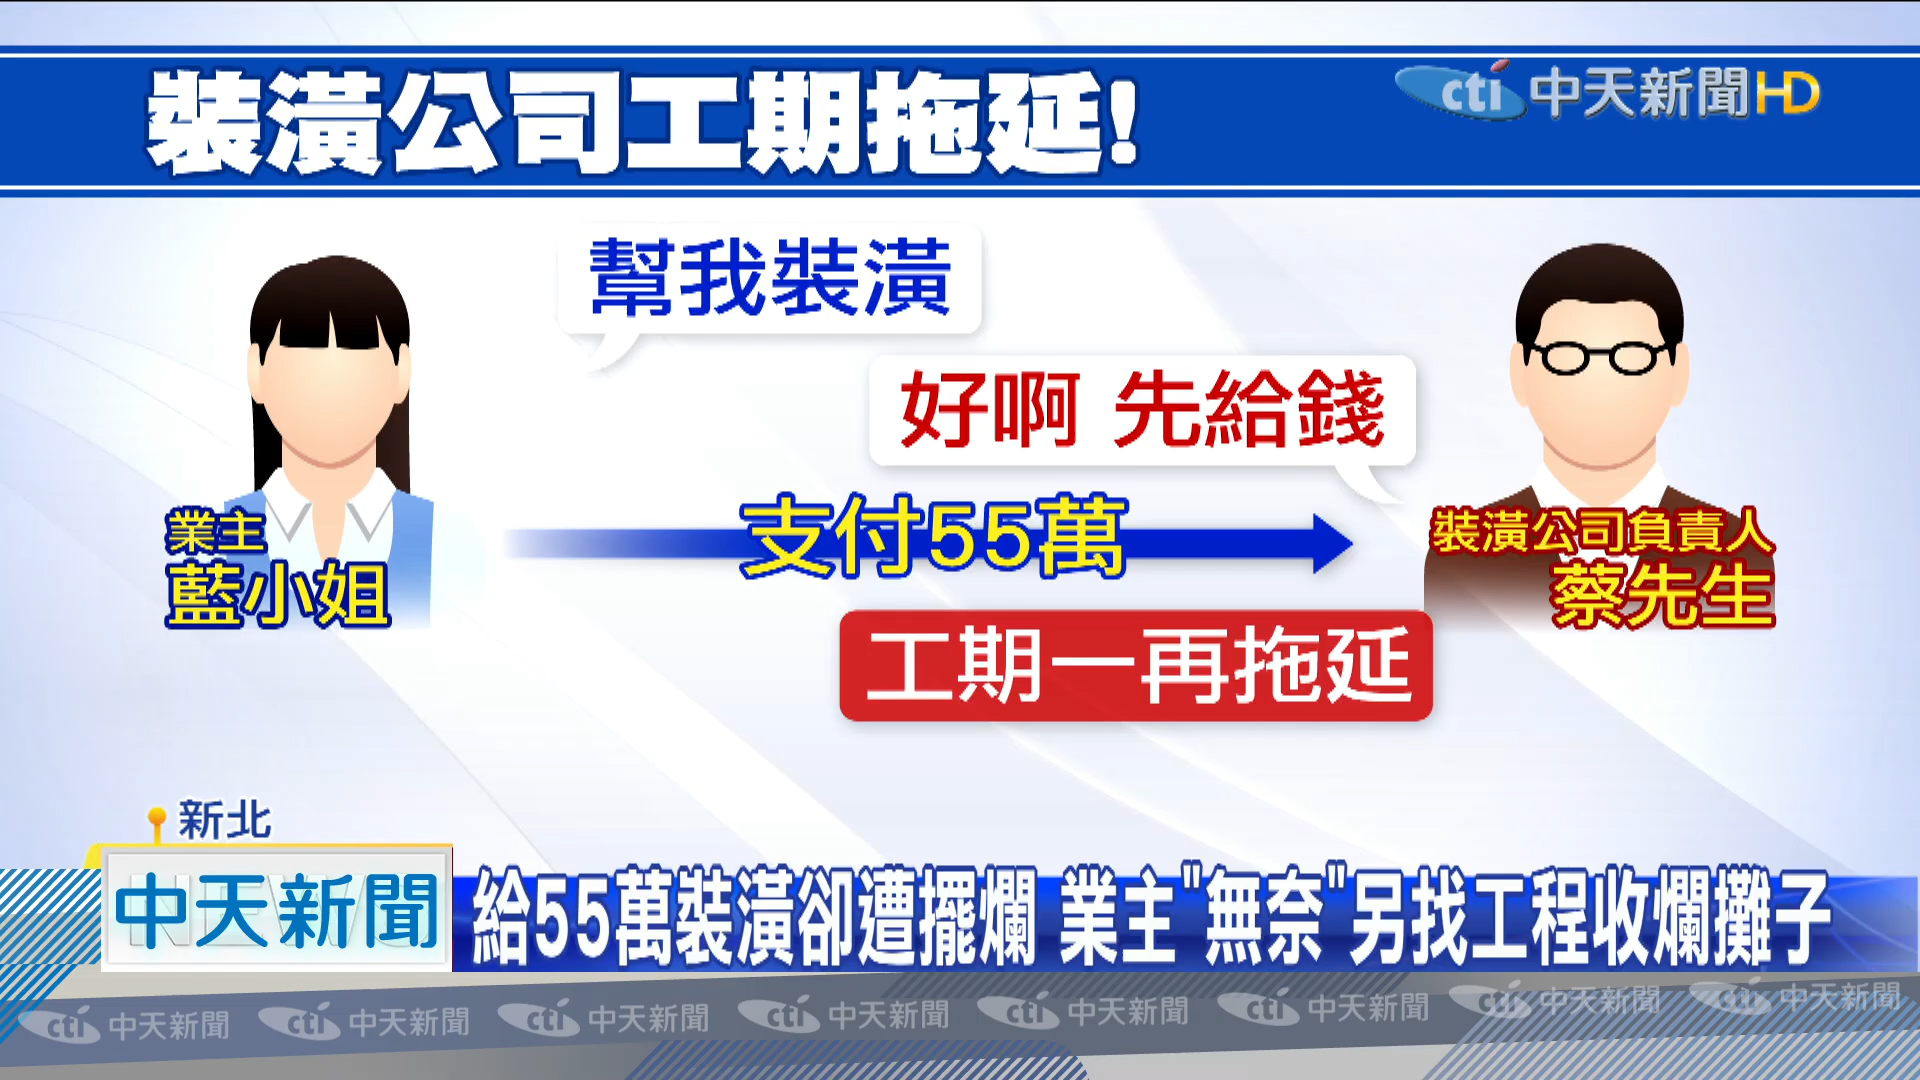 裝潢公司工期拖延!
cti 中天新聞HD
幫我裝潢
好啊 先給錢
支付55萬
業主
藍小姐
裝潢公司負責人
蔡先生
工期一再拖延
新北
中天新聞
給55萬裝潢卻遭擺爛 業主"無奈"另找工程收爛攤子
cti 中天新聞 cti 中天新聞 cti 中天新聞 cti 中天新聞 cti 中天新聞 cti 中天新聞 cti 中天新聞 cti 中天新聞